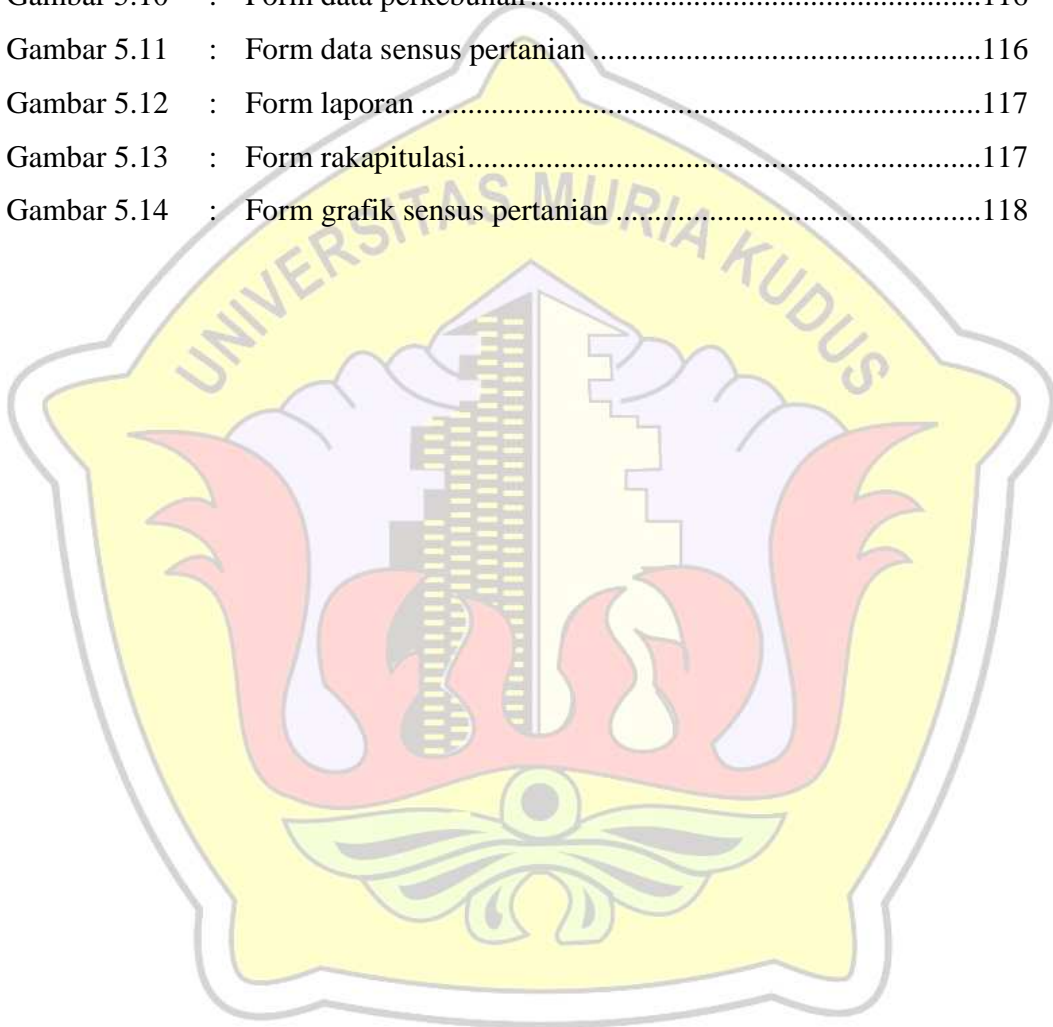 Gambar 5.10 : Form data perkebunan ........................................................116
Gambar 5.11 : Form data sensus pertanian ................................................116
Gambar 5.12 : Form laporan ......................................................................117
Gambar 5.13 : Form rakapitulasi................................................................117
Gambar 5.14 : Form grafik sensus pertanian .............................................118
UNIVERSITAS MURIA KUDUS